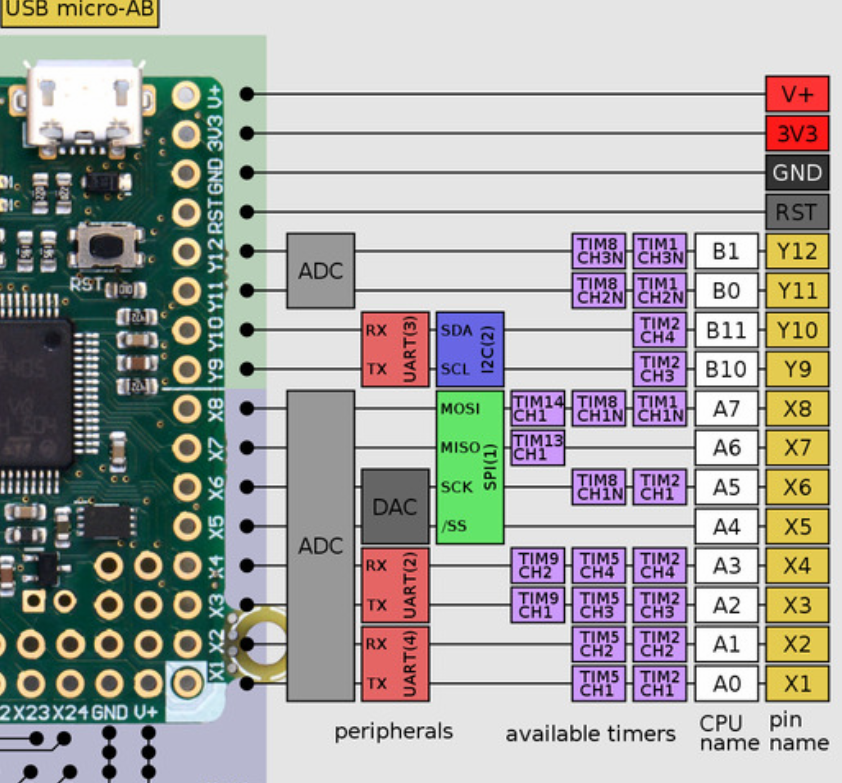 USB micro-AB
V+
V+
3V3
3V3
GND
GND
RST
RST
Y12
ADC
TIM8 CH3N
TIM1 CH3N
B1
Y12
RST
Y11
TIM8 CH2N
TIM1 CH2N
B0
Y11
Y10
RX
UART(3)
SDA
I2C(2)
TIM2 CH4
B11
Y10
Y9
TX
SCL
TIM2 CH3
B10
Y9
X8
ADC
MOSI
SPI(1)
TIM14 CH1
TIM8 CH1N
TIM1 CH1N
A7
X8
X7
MISO
TIM13 CH1
A6
X7
X6
DAC
SCK
TIM8 CH1N
TIM2 CH1
A5
X6
X5
/SS
A4
X5
X4
RX
UART(2)
TIM9 CH2
TIM5 CH4
TIM2 CH4
A3
X4
X3
TX
TIM9 CH1
TIM5 CH3
TIM2 CH3
A2
X3
X2
RX
UART(4)
TIM5 CH2
TIM2 CH2
A1
X2
X1
TX
TIM5 CH1
TIM2 CH1
A0
X1
2 X23 X24 GND V+
peripherals
available timers
CPU name
pin name